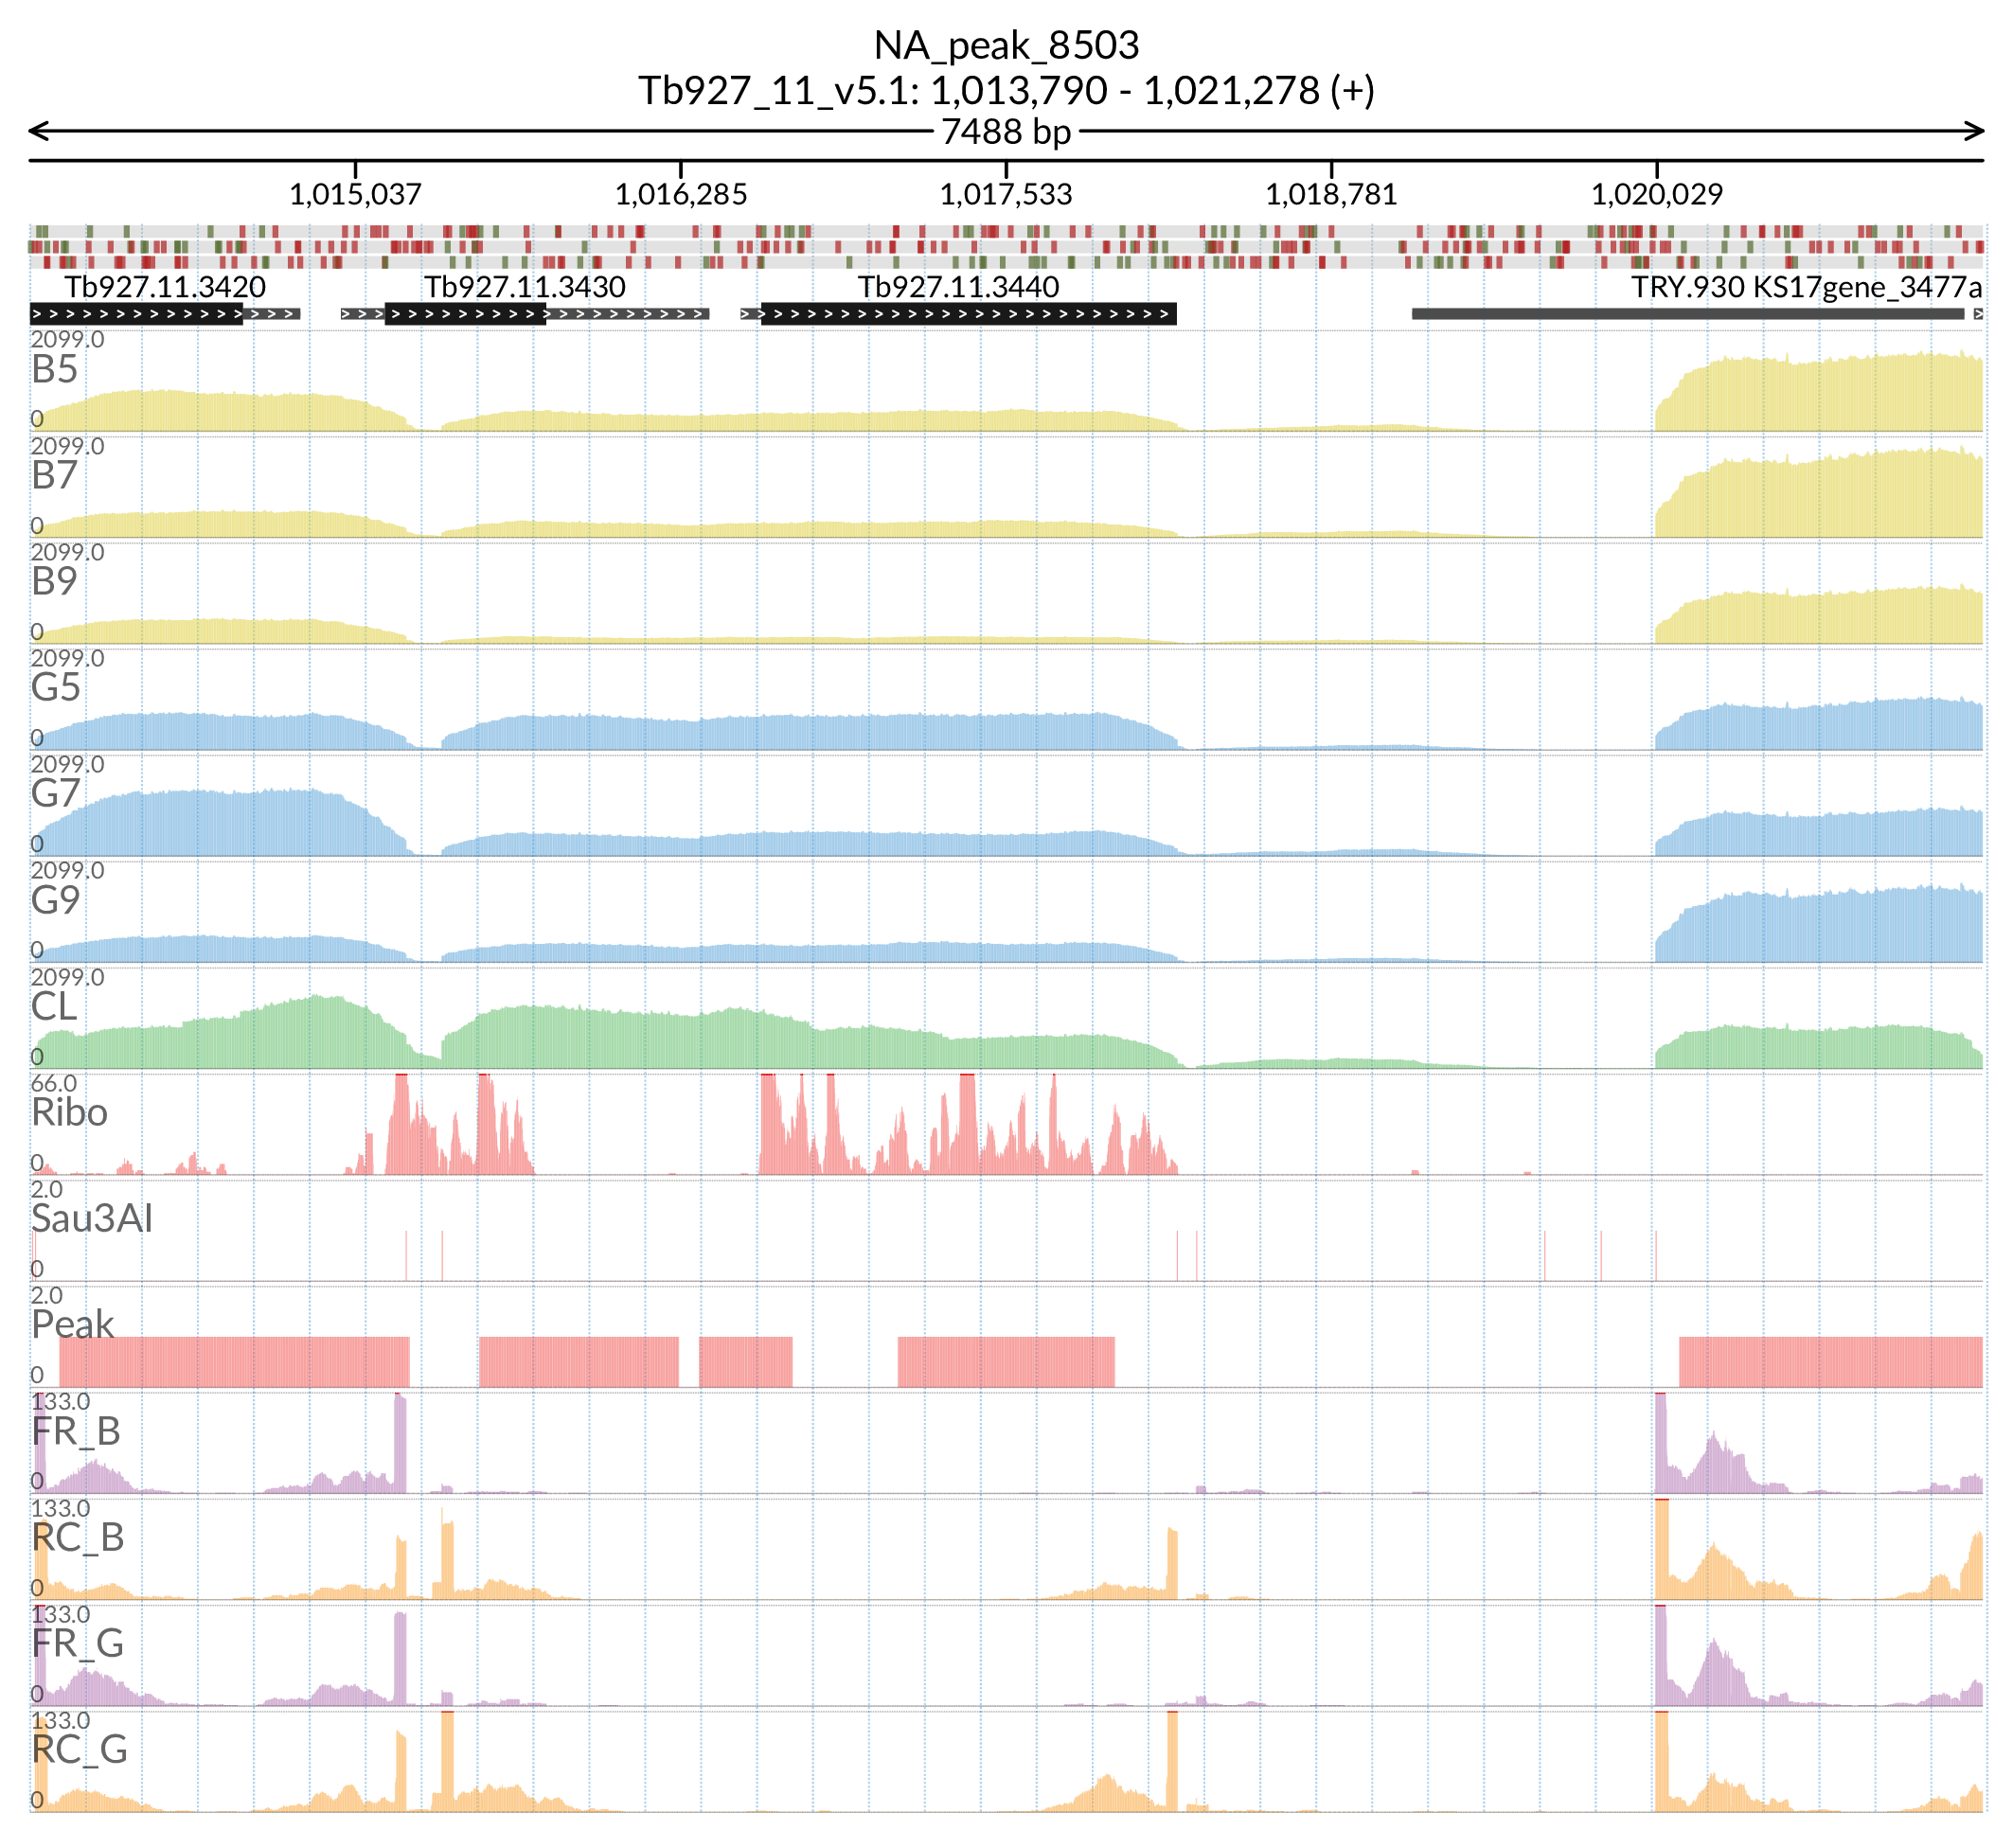 NA_peak_8503
Tb927_11_v5.1: 1,013,790 - 1,021,278 (+)
7488 bp
1,015,037 1,016,285 1,017,533 1,018,781 1,020,029
Tb927.11.3420 Tb927.11.3430 Tb927.11.3440 TRY.930 KS17gene_3477a
2099.0
B5
0
2099.0
B7
0
2099.0
B9
0
2099.0
G5
0
2099.0
G7
0
2099.0
G9
0
2099.0
CL
0
66.0
Ribo
0
2.0
Sau3AI
0
2.0
Peak
0
133.0
FR_B
0
133.0
RC_B
0
133.0
FR_G
0
133.0
RC_G
0